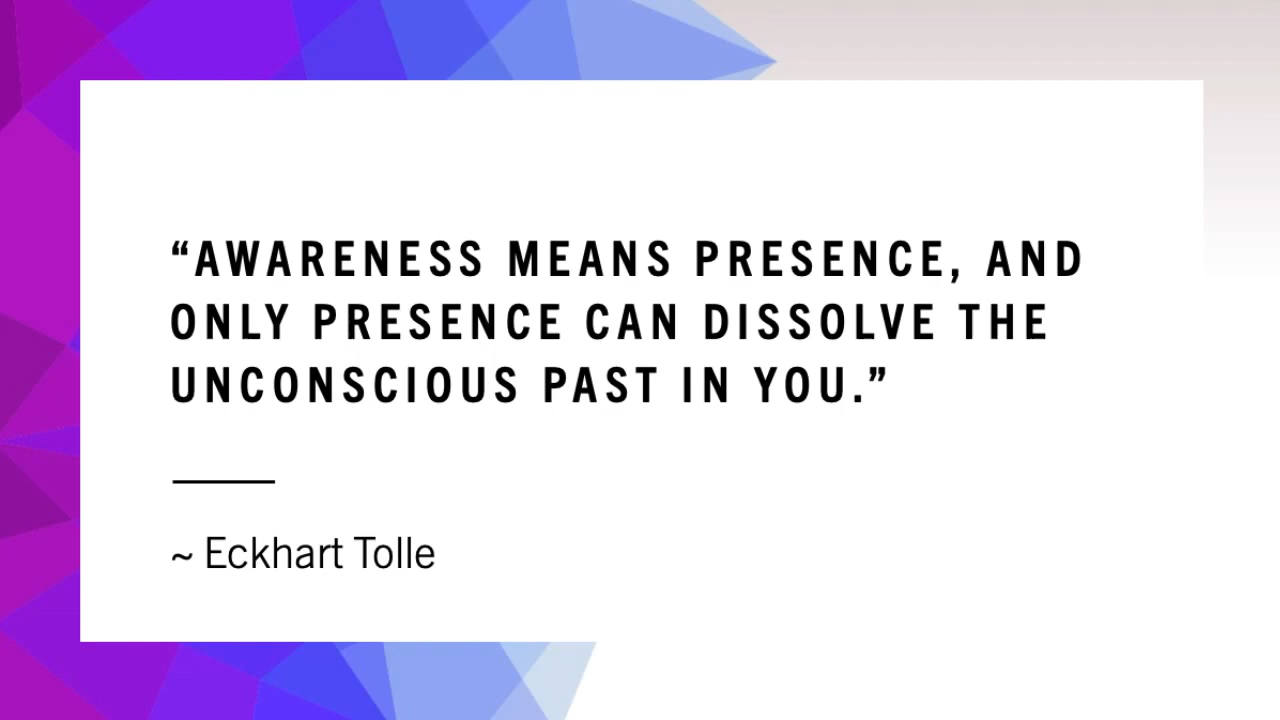 “AWARENESS MEANS PRESENCE, AND
ONLY PRESENCE CAN DISSOLVE THE
UNCONSCIOUS PAST IN YOU.”
~ Eckhart Tolle